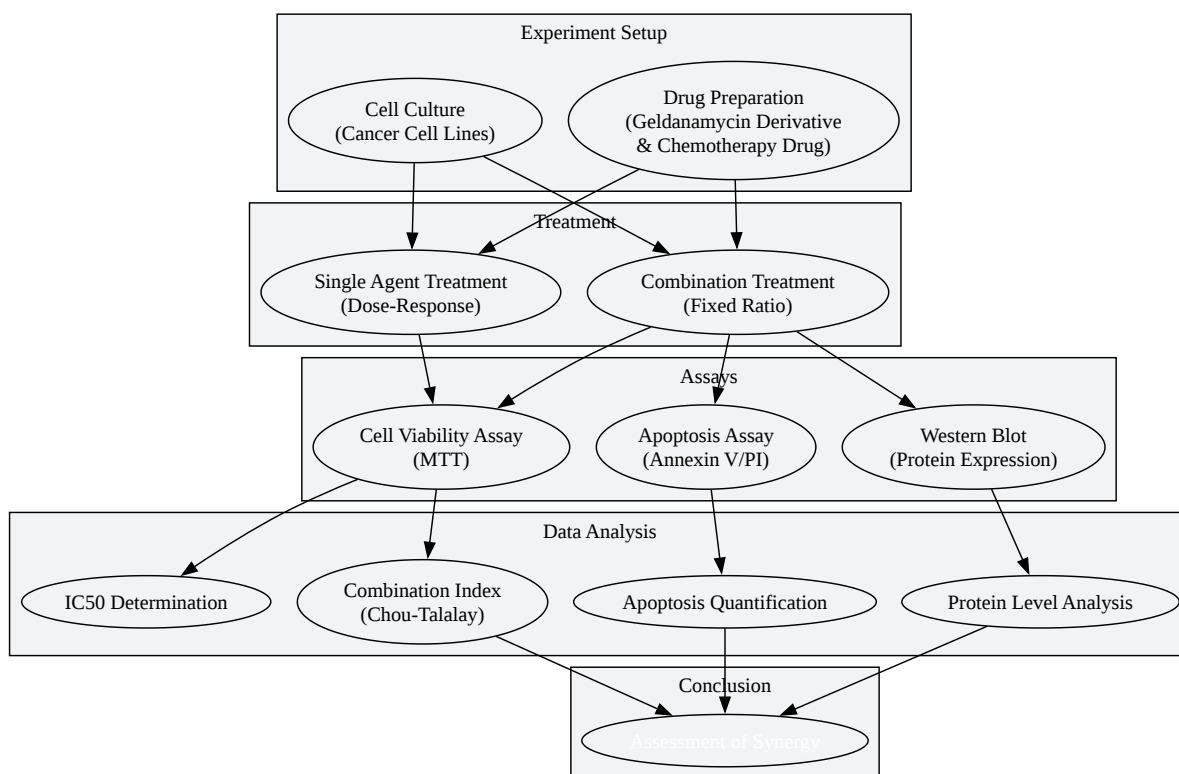 Experiment Setup
Cell Culture
(Cancer Cell Lines)
Drug Preparation
(Geldanamycin Derivative
& Chemotherapy Drug)
Treatment
Single Agent Treatment
(Dose-Response)
Combination Treatment
(Fixed Ratio)
Assays
Cell Viability Assay
(MTT)
Apoptosis Assay
(Annexin V/PI)
Western Blot
(Protein Expression)
Data Analysis
IC50 Determination
Combination Index
(Chou-Talalay)
Apoptosis Quantification
Protein Level Analysis
Conclusion
Assessment of Synergy